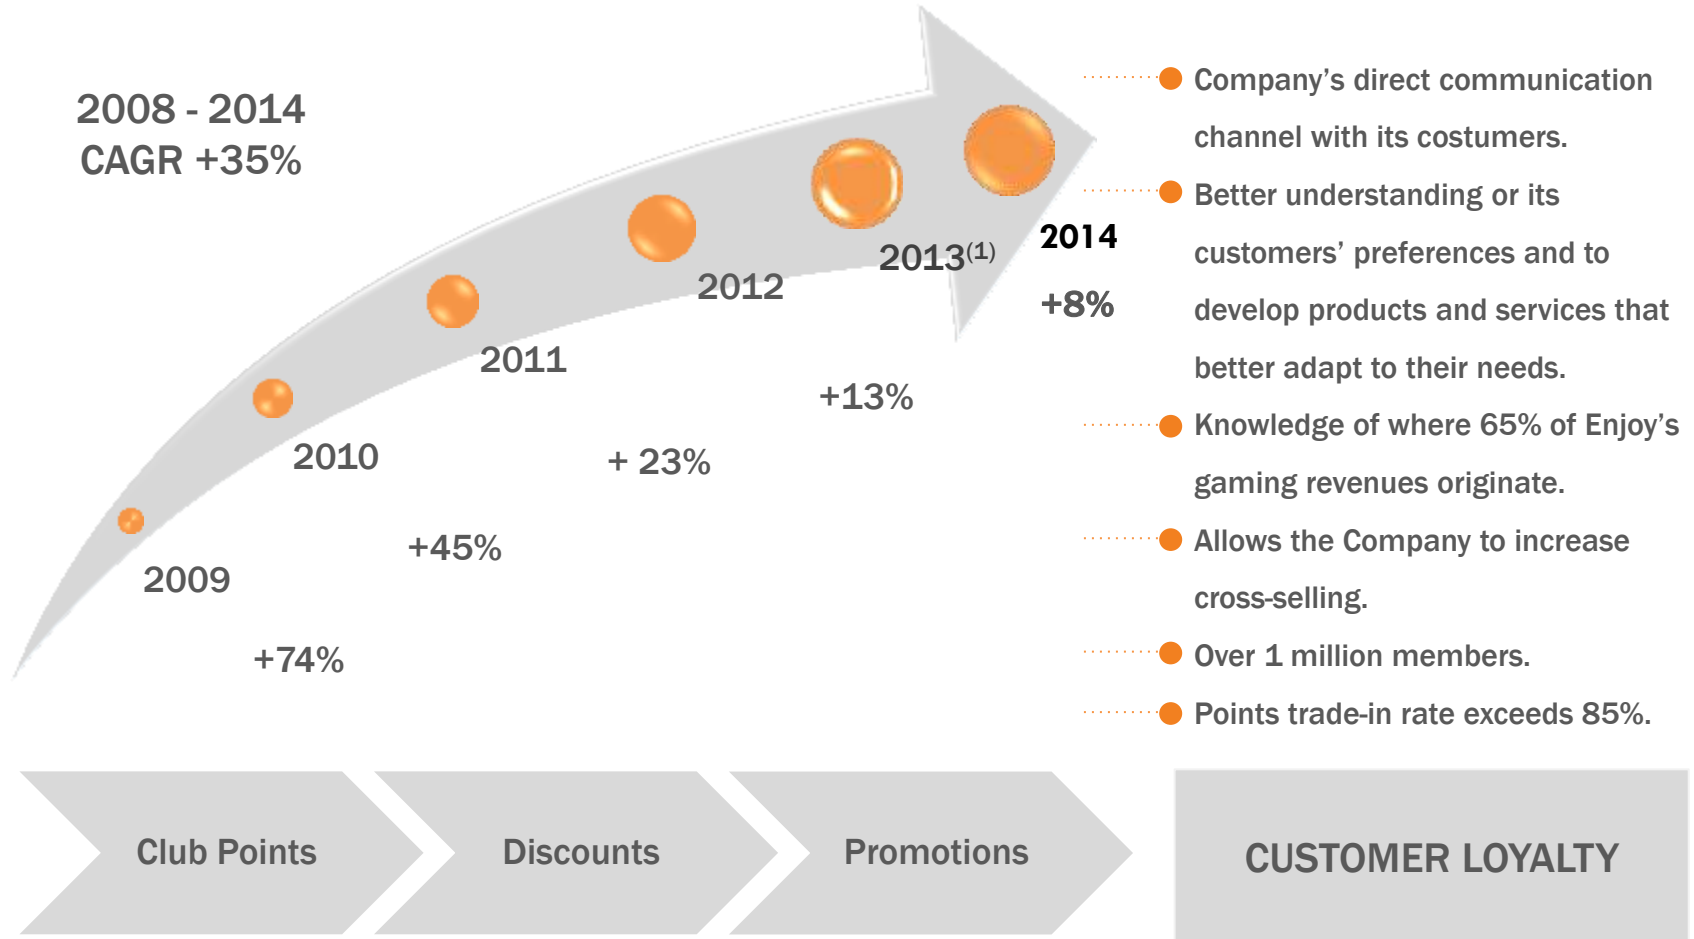 2008 - 2014
CAGR +35%
2009
+74%
2010
+45%
2011
+ 23%
2012
+13%
2013(1)
2014
+8%
Company’s direct communication
channel with its costumers.
Better understanding or its
customers’ preferences and to
develop products and services that
better adapt to their needs.
Knowledge of where 65% of Enjoy’s
gaming revenues originate.
Allows the Company to increase
cross-selling.
Over 1 million members.
Points trade-in rate exceeds 85%.
Club Points
Discounts
Promotions
CUSTOMER LOYALTY